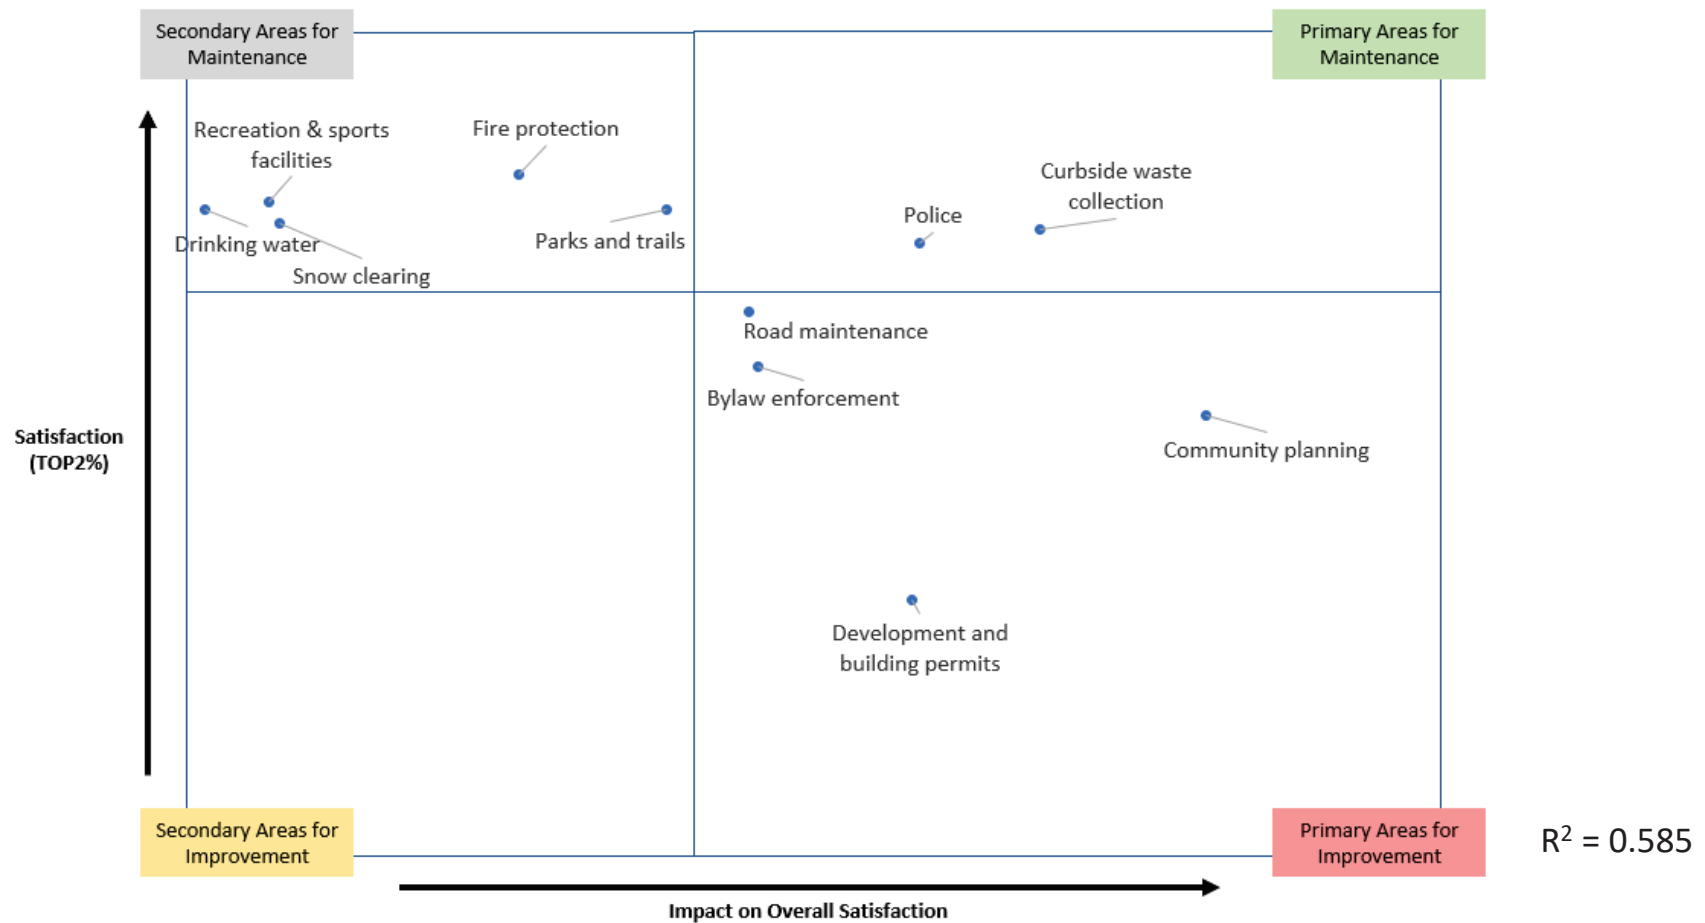 Secondary Areas for
Maintenance
Primary Areas for
Maintenance
Recreation & sports
facilities
Fire protection
Curbside waste
collection
Police
Drinking water
Parks and trails
Snow clearing
Road maintenance
Bylaw enforcement
Satisfaction
(TOP2%)
Community planning
Development and
building permits
Secondary Areas for
Improvement
Primary Areas for
Improvement
R² = 0.585
Impact on Overall Satisfaction